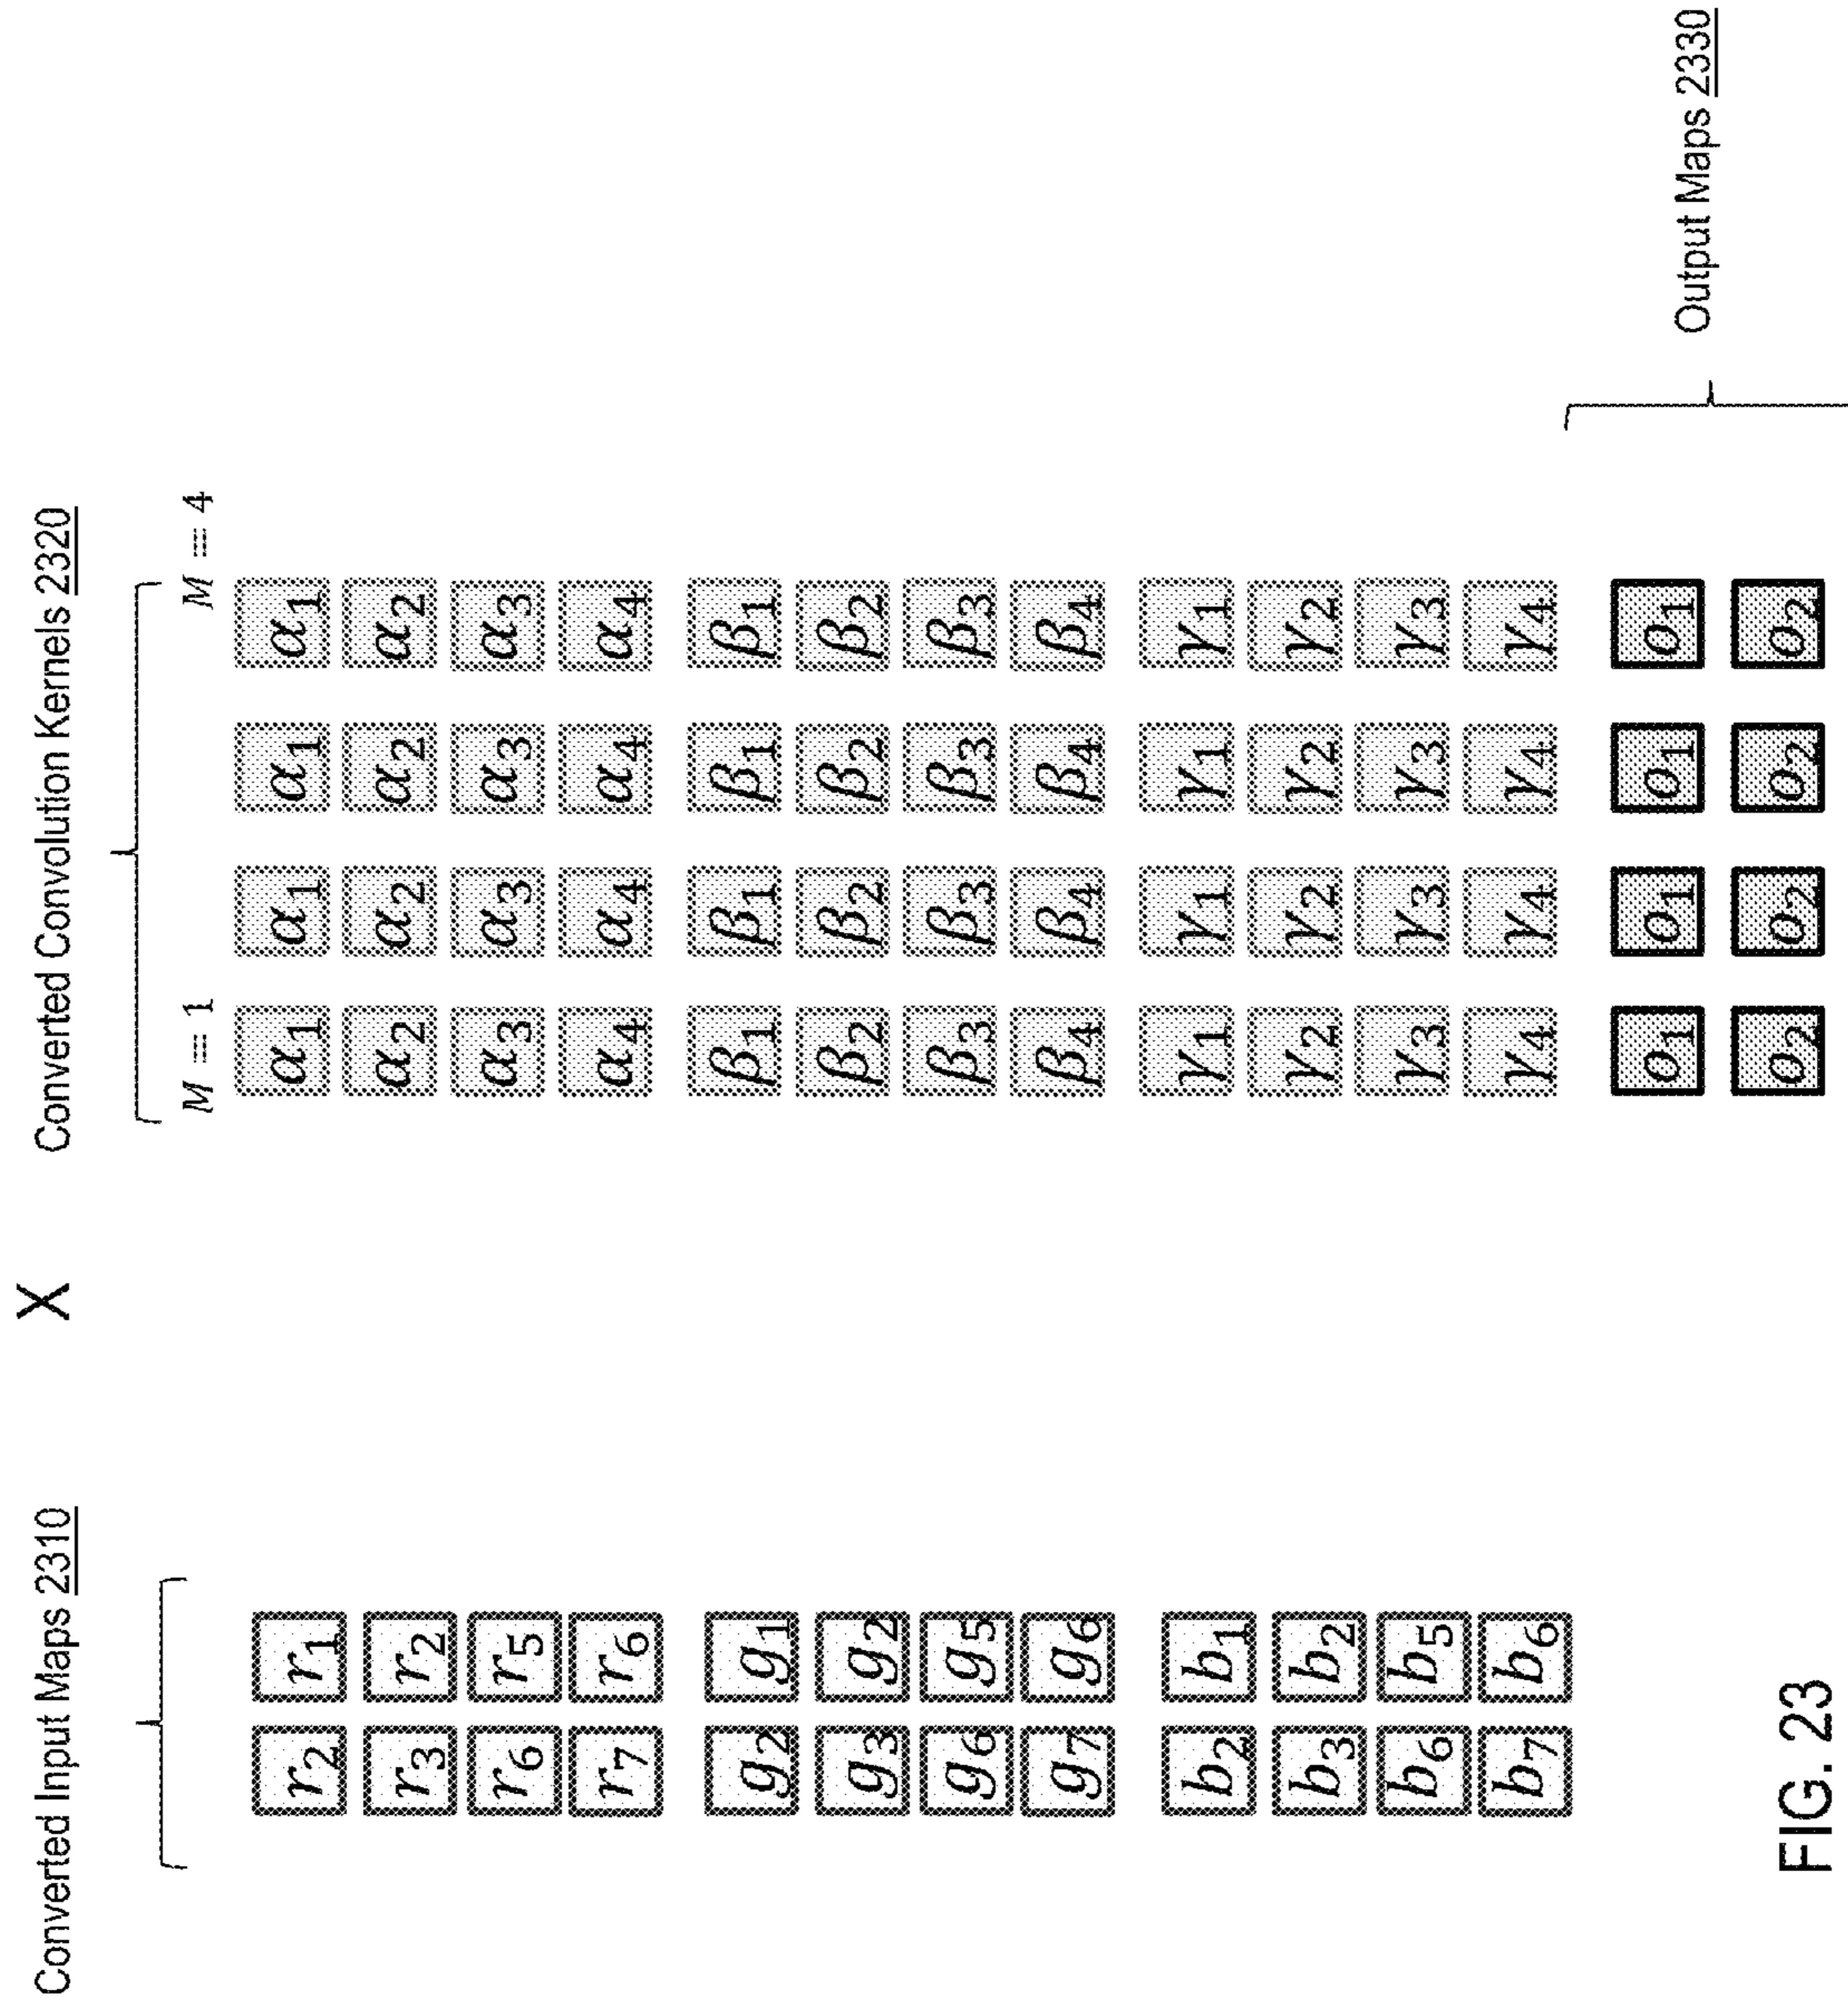 Converted Input Maps 2310 X Converted Convolution Kernels 2320
M = 1 M = 4
r₂ r₁ α₁ α₁ α₁ α₁
r₃ r₂ α₂ α₂ α₂ α₂
r₆ r₅ α₃ α₃ α₃ α₃
r₇ r₆ α₄ α₄ α₄ α₄
g₂ g₁ β₁ β₁ β₁ β₁
g₃ g₂ β₂ β₂ β₂ β₂
g₆ g₅ β₃ β₃ β₃ β₃
g₇ g₆ β₄ β₄ β₄ β₄
b₂ b₁ γ₁ γ₁ γ₁ γ₁
b₃ b₂ γ₂ γ₂ γ₂ γ₂
b₆ b₅ γ₃ γ₃ γ₃ γ₃
b₇ b₆ γ₄ γ₄ γ₄ γ₄
o₁ o₁ o₁ o₁
Output Maps 2330
o₂ o₂ o₂ o₂
FIG. 23